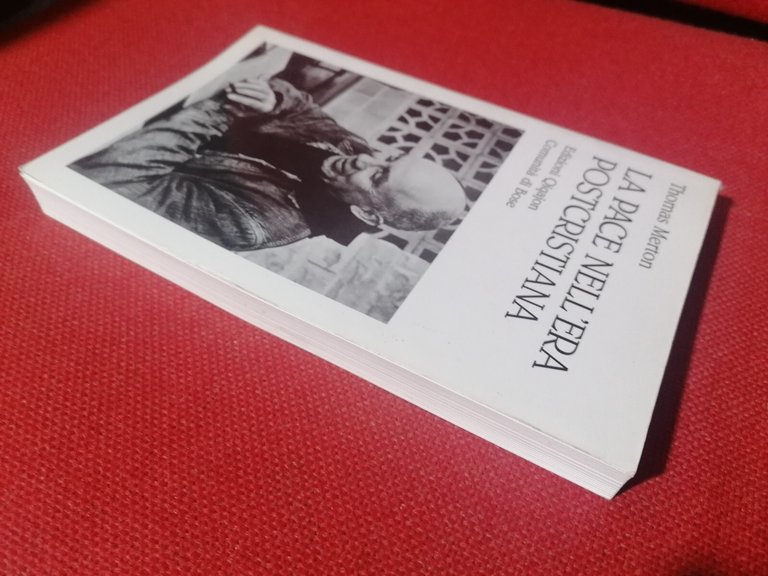 Thomas Merton
LA PACE NELL'ERA
POSTCRISTIANA
Edizioni Qiqajon
Comunità di Bose